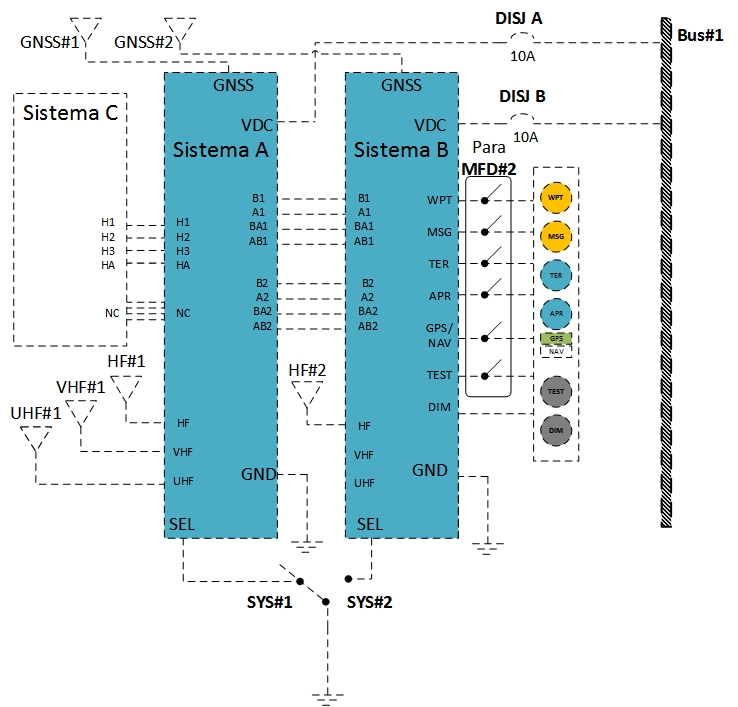 DISJ A
GNSS#1
GNSS#2
Bus#1
10A
GNSS
GNSS
DISJ B
Sistema C
VDC
VDC
10A
Sistema A
Sistema B
Para
MFD#2
B1
A1
BA1
AB1
B1
A1
BA1
AB1
WPT
MSG
TER
APR
GPS/
NAV
TEST
DIM
WPT
MSG
TER
APR
GPS
NAV
TEST
DIM
H1
H2
H3
HA
H1
H2
H3
HA
B2
A2
BA2
AB2
B2
A2
BA2
AB2
NC
NC
HF#1
HF#2
VHF#1
UHF#1
HF
VHF
UHF
HF
VHF
UHF
GND
GND
SEL
SEL
SYS#1
SYS#2